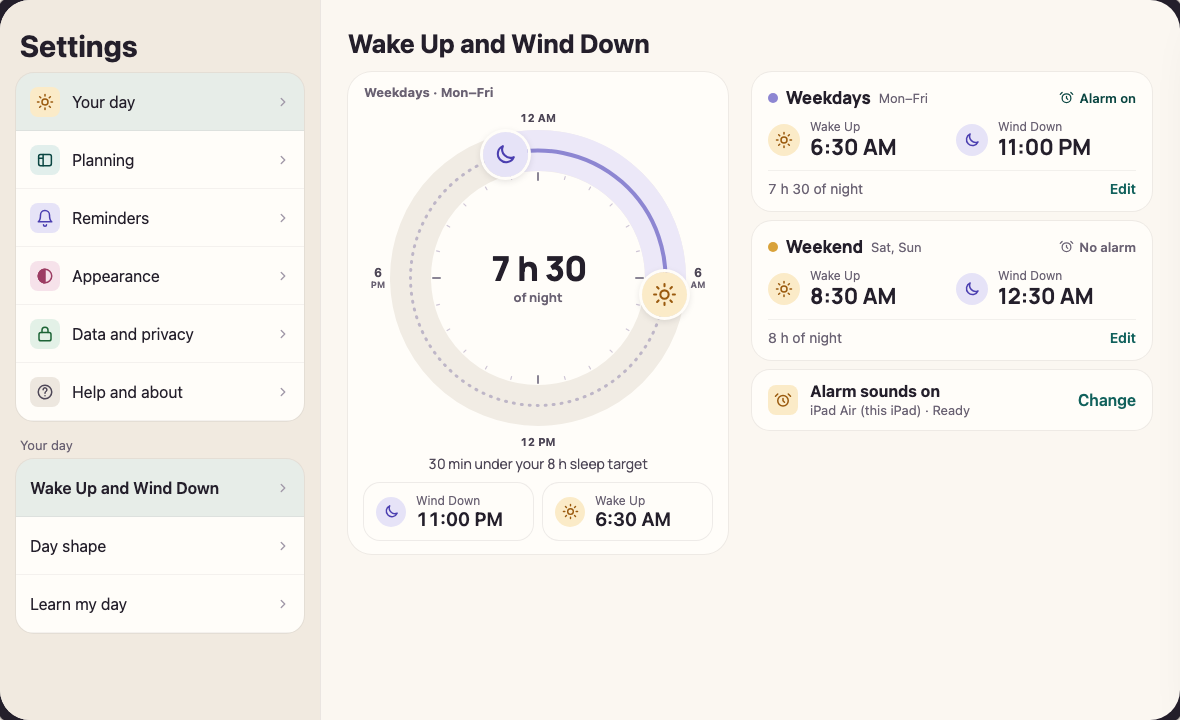 Settings
Your day
Planning
Reminders
Appearance
Data and privacy
Help and about
Your day
Wake Up and Wind Down
Day shape
Learn my day
Wake Up and Wind Down
Weekdays · Mon–Fri
12 AM
6 PM
7 h 30
of night
6 AM
12 PM
30 min under your 8 h sleep target
Wind Down
11:00 PM
Wake Up
6:30 AM
Weekdays Mon–Fri Alarm on
Wake Up
6:30 AM
Wind Down
11:00 PM
7 h 30 of night Edit
Weekend Sat, Sun No alarm
Wake Up
8:30 AM
Wind Down
12:30 AM
8 h of night Edit
Alarm sounds on
iPad Air (this iPad) · Ready
Change